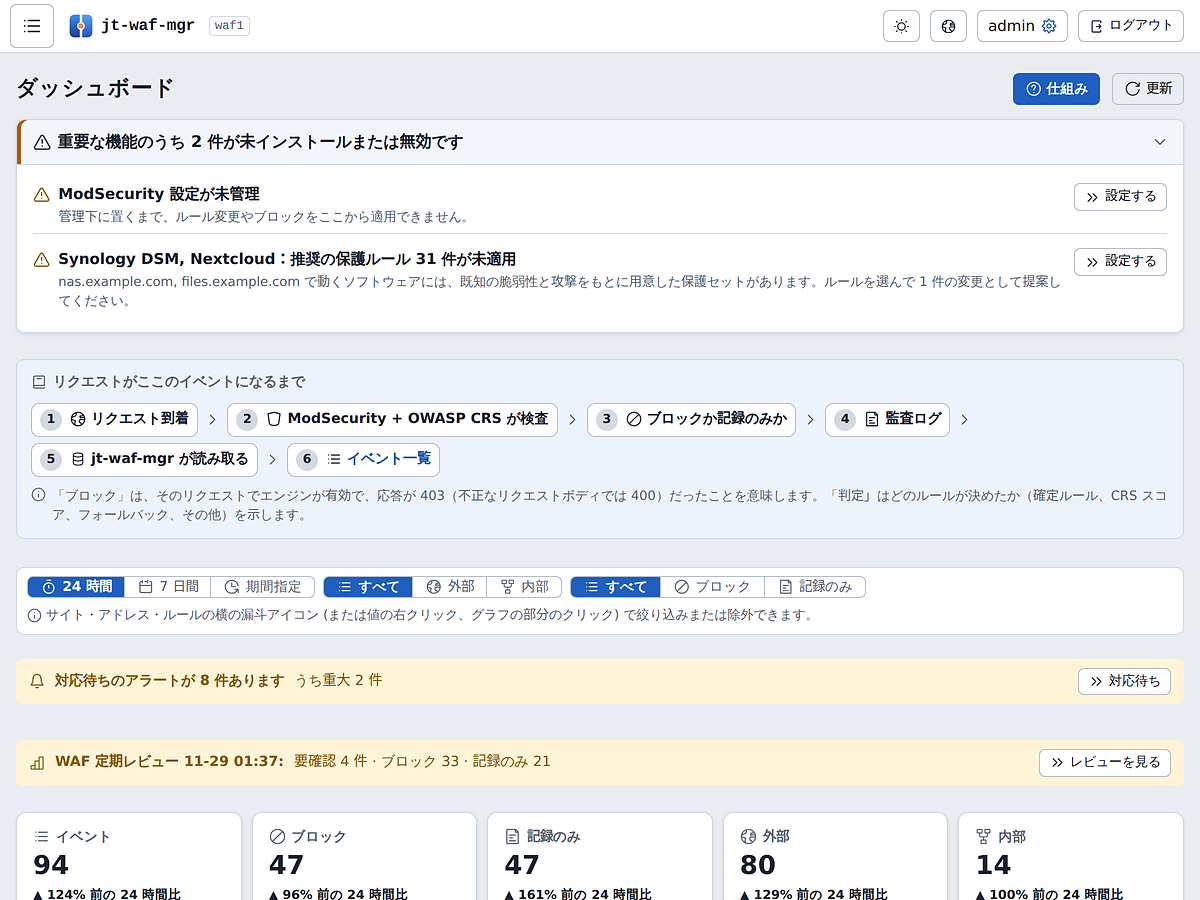 jt-waf-mgr waf1 admin ログアウト
ダッシュボード 仕組み 更新
重要な機能のうち 2 件が未インストールまたは無効です
ModSecurity 設定が未管理 設定する
管理下に置くまで、ルール変更やブロックをここから適用できません。
Synology DSM, Nextcloud：推奨の保護ルール 31 件が未適用 設定する
nas.example.com, files.example.com で動くソフトウェアには、既知の脆弱性と攻撃をもとに用意した保護セットがあります。ルールを選んで 1 件の変更として提案し
てください。
リクエストがここのイベントになるまで
1 リクエスト到着 2 ModSecurity + OWASP CRS が検査 3 ブロックか記録のみか 4 監査ログ
5 jt-waf-mgr が読み取る 6 イベント一覧
「ブロック」は、そのリクエストでエンジンが有効で、応答が 403（不正なリクエストボディでは 400）だったことを意味します。「判定」はどのルールが決めたか（確定ルール、CRS スコ
ア、フォールバック、その他）を示します。
24 時間 7 日間 期間指定 すべて 外部 内部 すべて ブロック 記録のみ
サイト・アドレス・ルールの横の漏斗アイコン (または値の右クリック、グラフの部分のクリック) で絞り込みまたは除外できます。
対応待ちのアラートが 8 件あります うち重大 2 件 対応待ち
WAF 定期レビュー 11-29 01:37: 要確認 4 件 · ブロック 33 · 記録のみ 21 レビューを見る
イベント ブロック 記録のみ 外部 内部
94 47 47 80 14
▲ 124% 前の 24 時間比 ▲ 96% 前の 24 時間比 ▲ 161% 前の 24 時間比 ▲ 129% 前の 24 時間比 ▲ 100% 前の 24 時間比